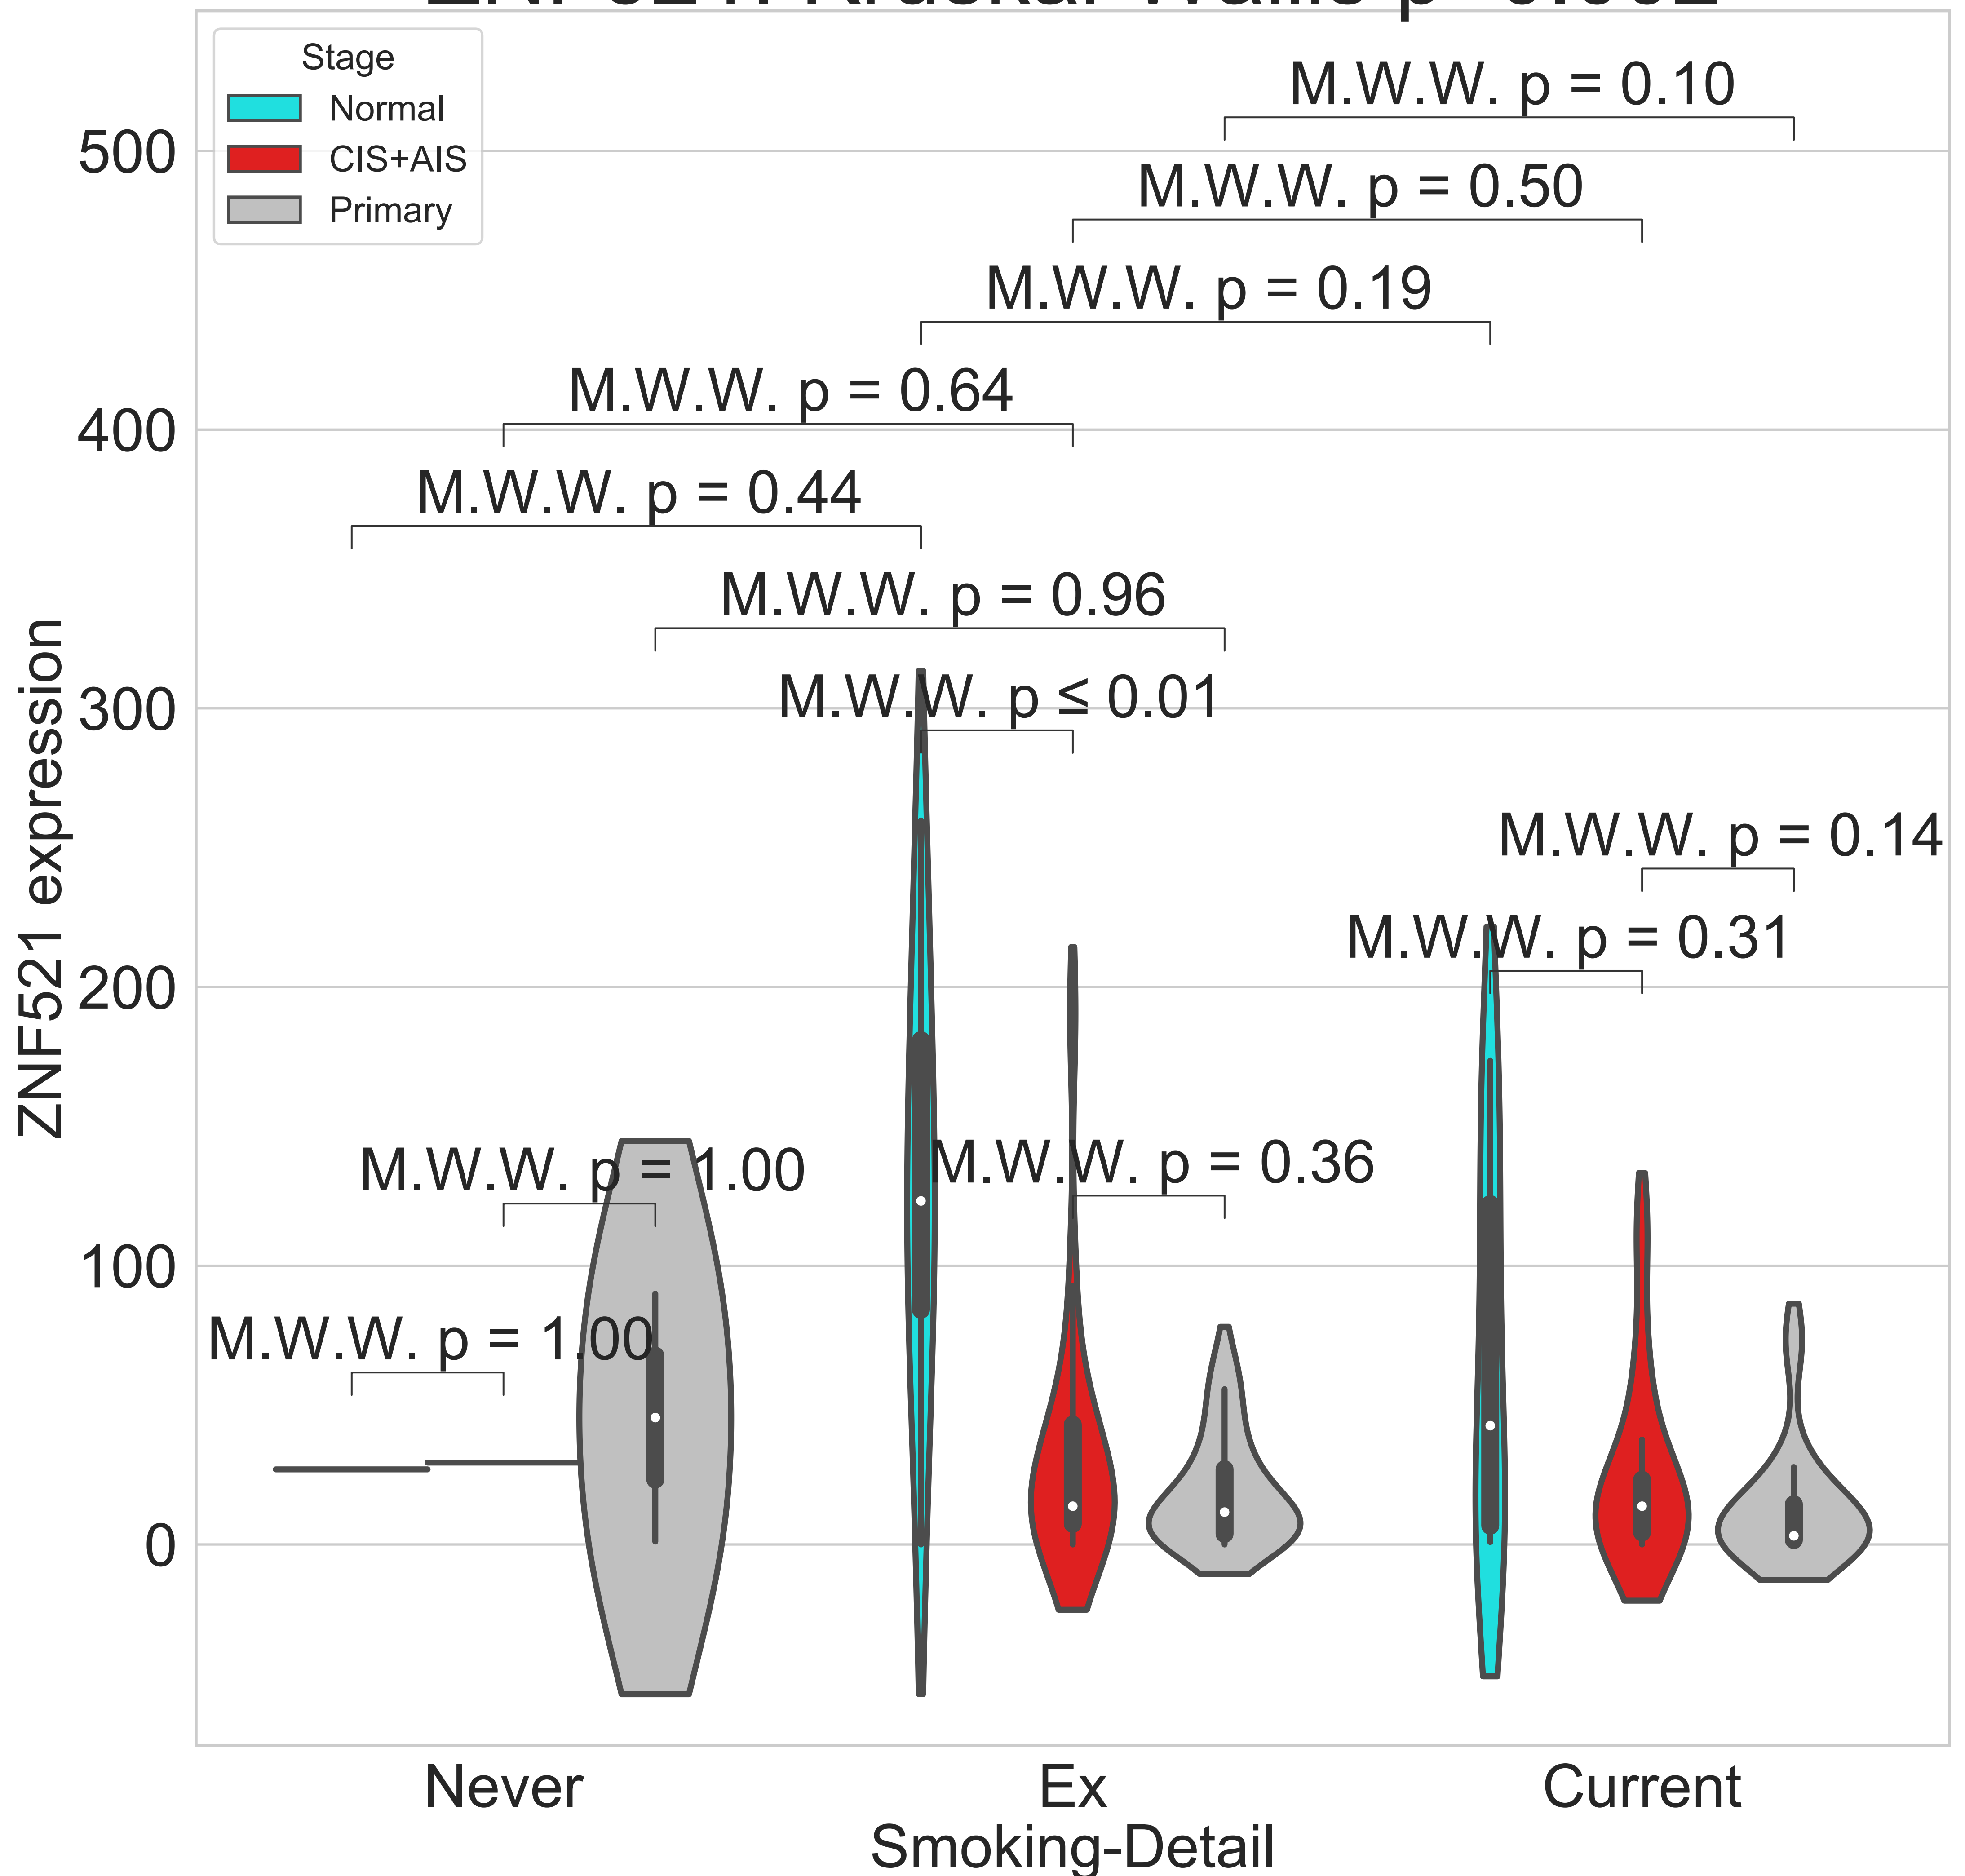 Stage
Normal
CIS+AIS
Primary
M.W.W. p = 0.10
M.W.W. p = 0.50
M.W.W. p = 0.19
M.W.W. p = 0.64
M.W.W. p = 0.44
M.W.W. p = 0.96
M.W.W. p ≤ 0.01
M.W.W. p = 0.14
M.W.W. p = 0.31
M.W.W. p = 1.00
M.W.W. p = 0.36
M.W.W. p = 1.00
500
400
300
200
100
0
ZNF521 expression
Never
Ex
Current
Smoking-Detail